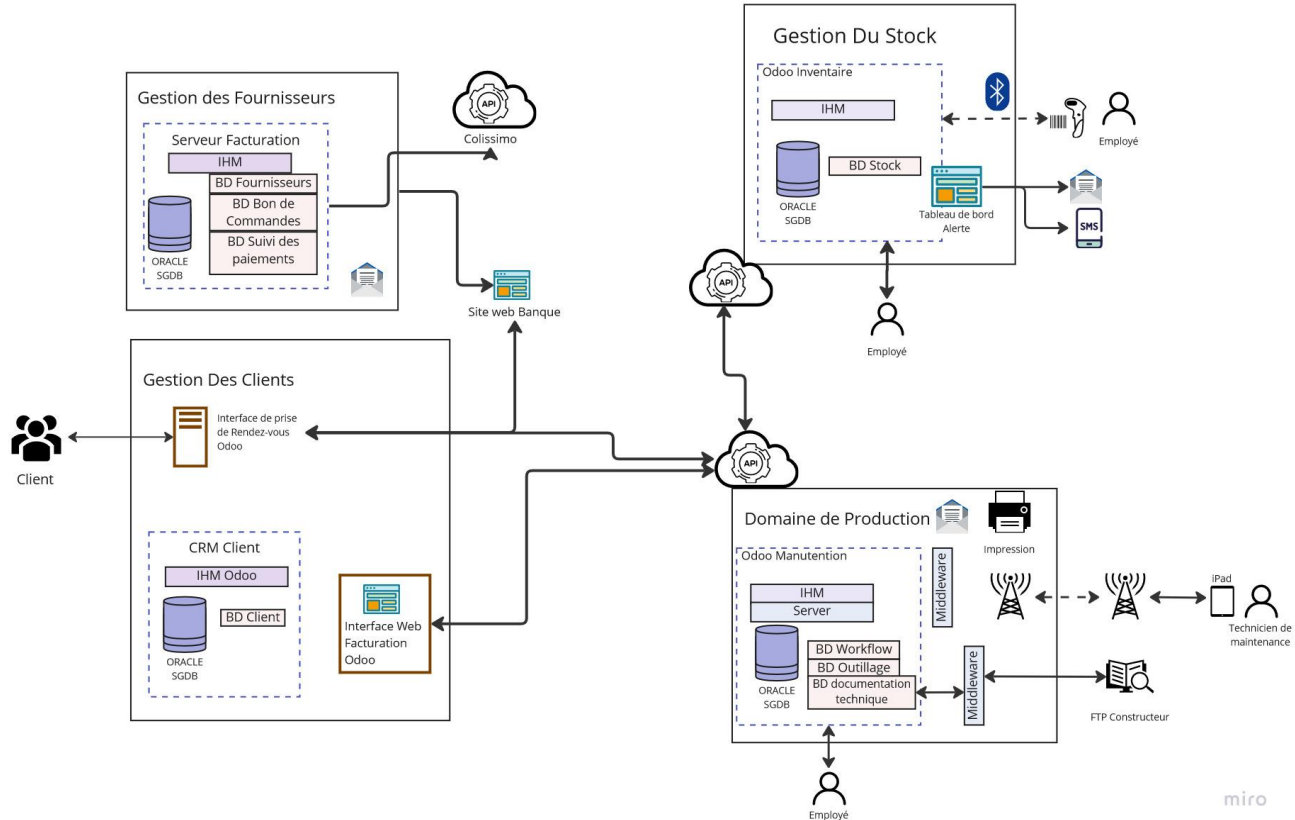 Gestion des Fournisseurs
Serveur Facturation
IHM
BD Fournisseurs
BD Bon de
Commandes
BD Suivi des
paiements
ORACLE
SGDB
API
Colissimo
Site web Banque
Gestion Du Stock
Odoo Inventaire
IHM
BD Stock
ORACLE
SGDB
Tableau de bord
Alerte
Employé
SMS
API
Employé
Gestion Des Clients
Interface de prise
de Rendez-vous
Odoo
Client
CRM Client
IHM Odoo
BD Client
ORACLE
SGDB
Interface Web
Facturation
Odoo
API
Domaine de Production
Impression
Odoo Manutention
IHM
Server
Middleware
BD Workflow
BD Outillage
BD documentation
technique
ORACLE
SGDB
Middleware
iPad
Technicien de
maintenance
FTP Constructeur
Employé
miro